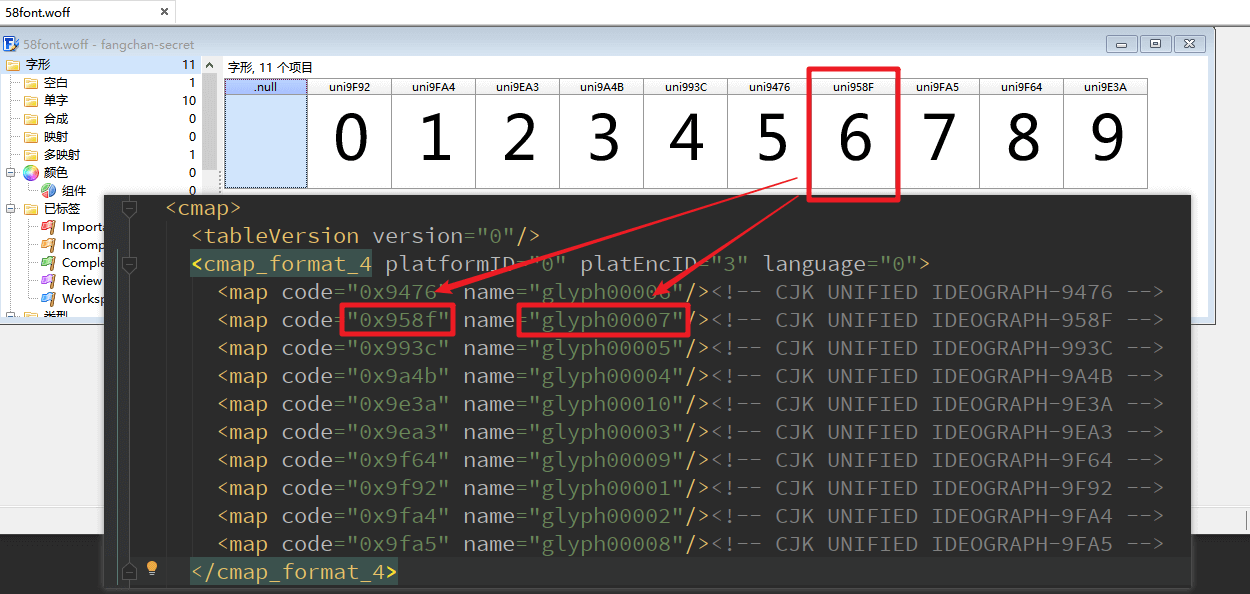 58font.woff
58font.woff - fangchan-secret
字形 11
空白 1
单字 10
合成 0
映射 0
多映射 1
颜色 0
组件 0
已标签
Importa
Incomp
Comple
Review
Worksp
字形, 11 个项目
.null uni9F92 uni9FA4 uni9EA3 uni9A4B uni993C uni9476 uni958F uni9FA5 uni9F64 uni9E3A
0 1 2 3 4 5 6 7 8 9
<cmap>
<tableVersion version="0"/>
<cmap_format_4 platformID="0" platEncID="3" language="0">
<map code="0x9476" name="glyph00006"/><!-- CJK UNIFIED IDEOGRAPH-9476 -->
<map code="0x958f" name="glyph00007"/><!-- CJK UNIFIED IDEOGRAPH-958F -->
<map code="0x993c" name="glyph00005"/><!-- CJK UNIFIED IDEOGRAPH-993C -->
<map code="0x9a4b" name="glyph00004"/><!-- CJK UNIFIED IDEOGRAPH-9A4B -->
<map code="0x9e3a" name="glyph00010"/><!-- CJK UNIFIED IDEOGRAPH-9E3A -->
<map code="0x9ea3" name="glyph00003"/><!-- CJK UNIFIED IDEOGRAPH-9EA3 -->
<map code="0x9f64" name="glyph00009"/><!-- CJK UNIFIED IDEOGRAPH-9F64 -->
<map code="0x9f92" name="glyph00001"/><!-- CJK UNIFIED IDEOGRAPH-9F92 -->
<map code="0x9fa4" name="glyph00002"/><!-- CJK UNIFIED IDEOGRAPH-9FA4 -->
<map code="0x9fa5" name="glyph00008"/><!-- CJK UNIFIED IDEOGRAPH-9FA5 -->
</cmap_format_4>